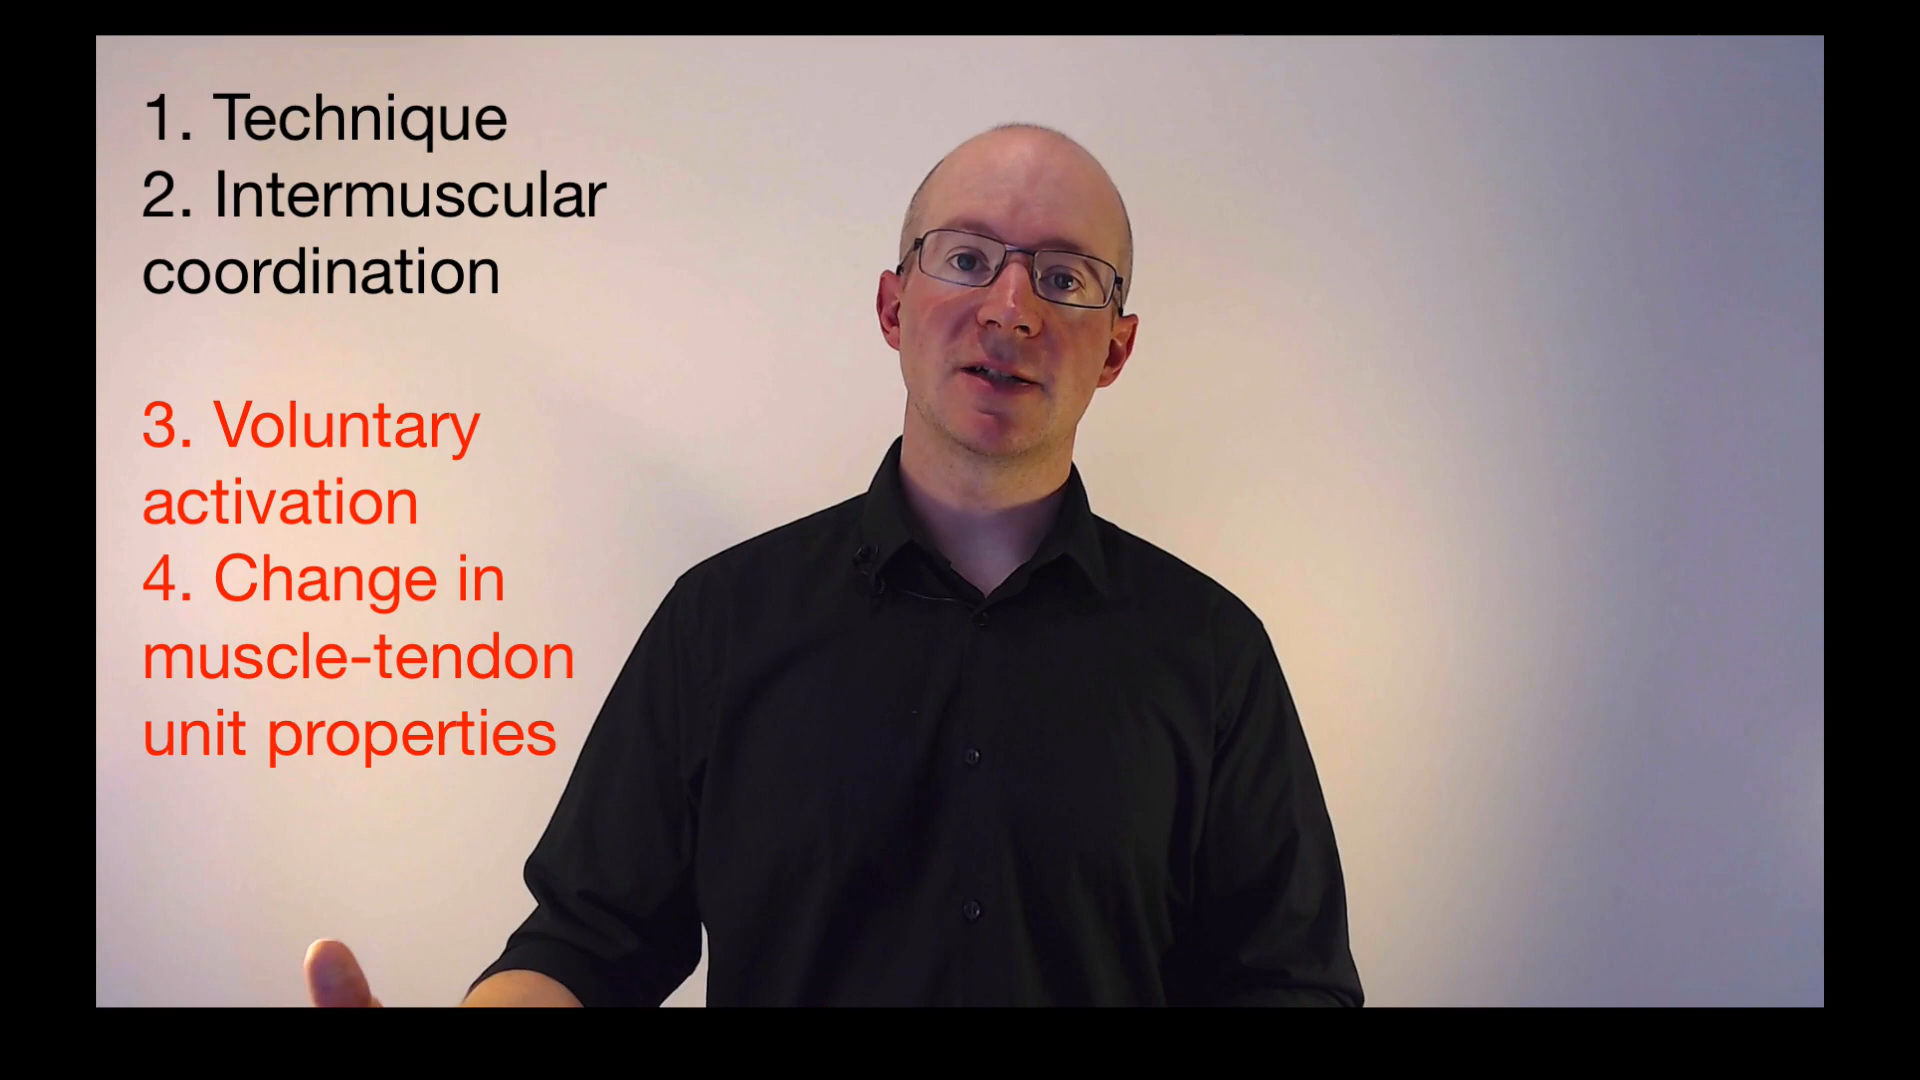 1. Technique
2. Intermuscular
coordination
3. Voluntary
activation
4. Change in
muscle-tendon
unit properties